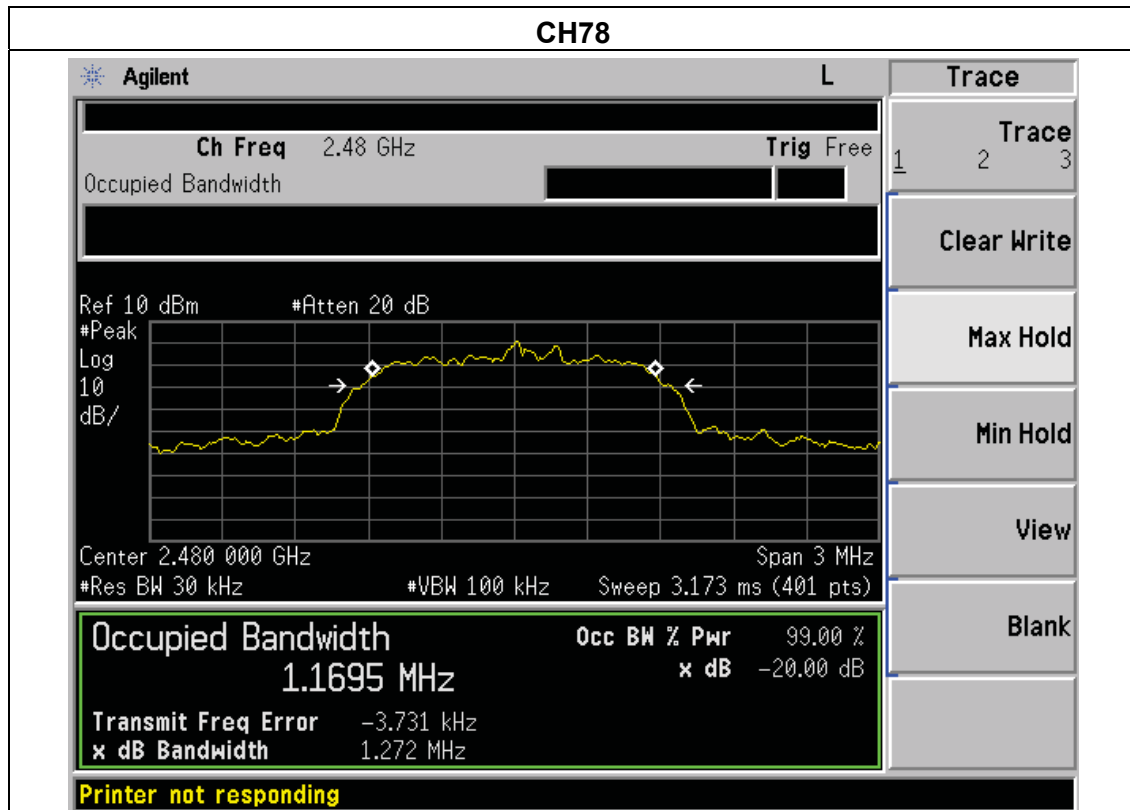 CH78
Agilent L Trace
Ch Freq 2.48 GHz Trig Free
Occupied Bandwidth
Trace
1 2 3
Clear Write
Max Hold
Min Hold
View
Blank
Ref 10 dBm #Atten 20 dB
#Peak
Log
10
dB/
Center 2.480 000 GHz Span 3 MHz
#Res BW 30 kHz #VBW 100 kHz Sweep 3.173 ms (401 pts)
Occupied Bandwidth Occ BW % Pwr 99.00 %
1.1695 MHz x dB -20.00 dB
Transmit Freq Error -3.731 kHz
x dB Bandwidth 1.272 MHz
Printer not responding